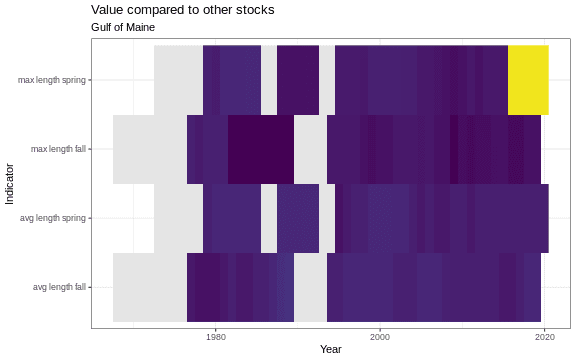 Value compared to other stocks
Gulf of Maine
max length spring
max length fall
avg length spring
avg length fall
Indicator
1980
2000
2020
Year